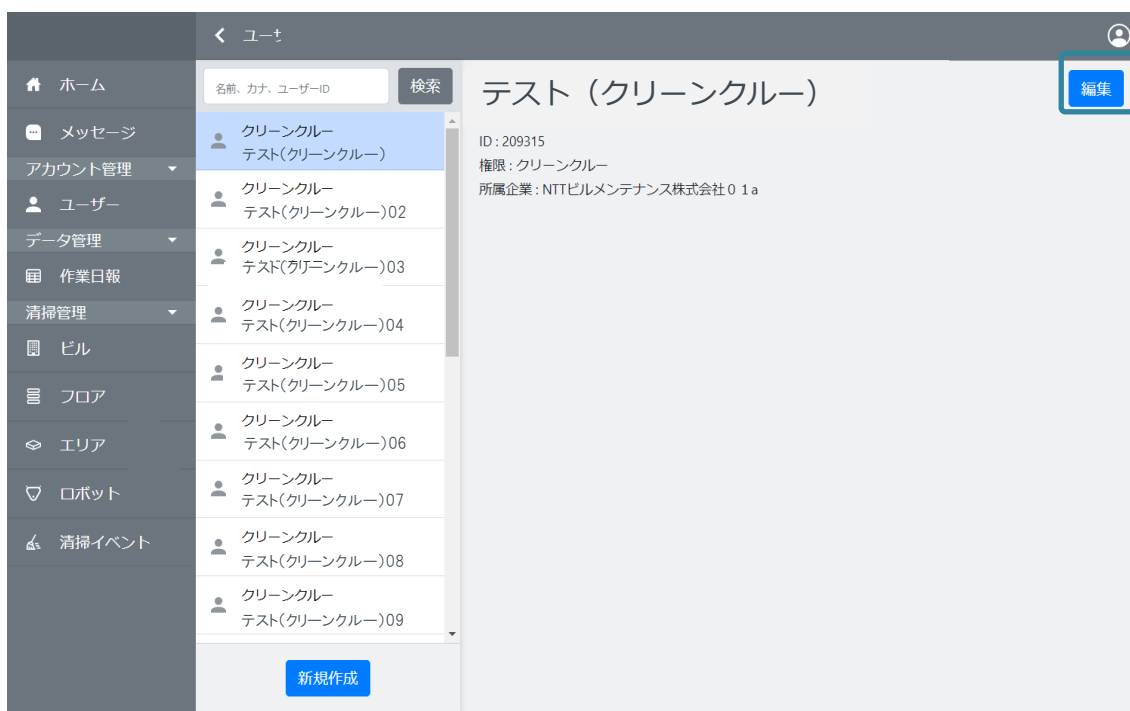 ホーム
メッセージ
アカウント管理
ユーザー
データ管理
作業日報
清掃管理
ビル
フロア
エリア
ロボット
清掃イベント
名前、カナ、ユーザーID
検索
クリーンクルー
テスト(クリーンクルー)
クリーンクルー
テスト(クリーンクルー)02
クリーンクルー
テスト(クリーンクルー)03
クリーンクルー
テスト(クリーンクルー)04
クリーンクルー
テスト(クリーンクルー)05
クリーンクルー
テスト(クリーンクルー)06
クリーンクルー
テスト(クリーンクルー)07
クリーンクルー
テスト(クリーンクルー)08
クリーンクルー
テスト(クリーンクルー)09
新規作成
テスト（クリーンクルー）
編集
ID : 209315
権限 : クリーンクルー
所属企業 : NTTビルメンテナンス株式会社０１a